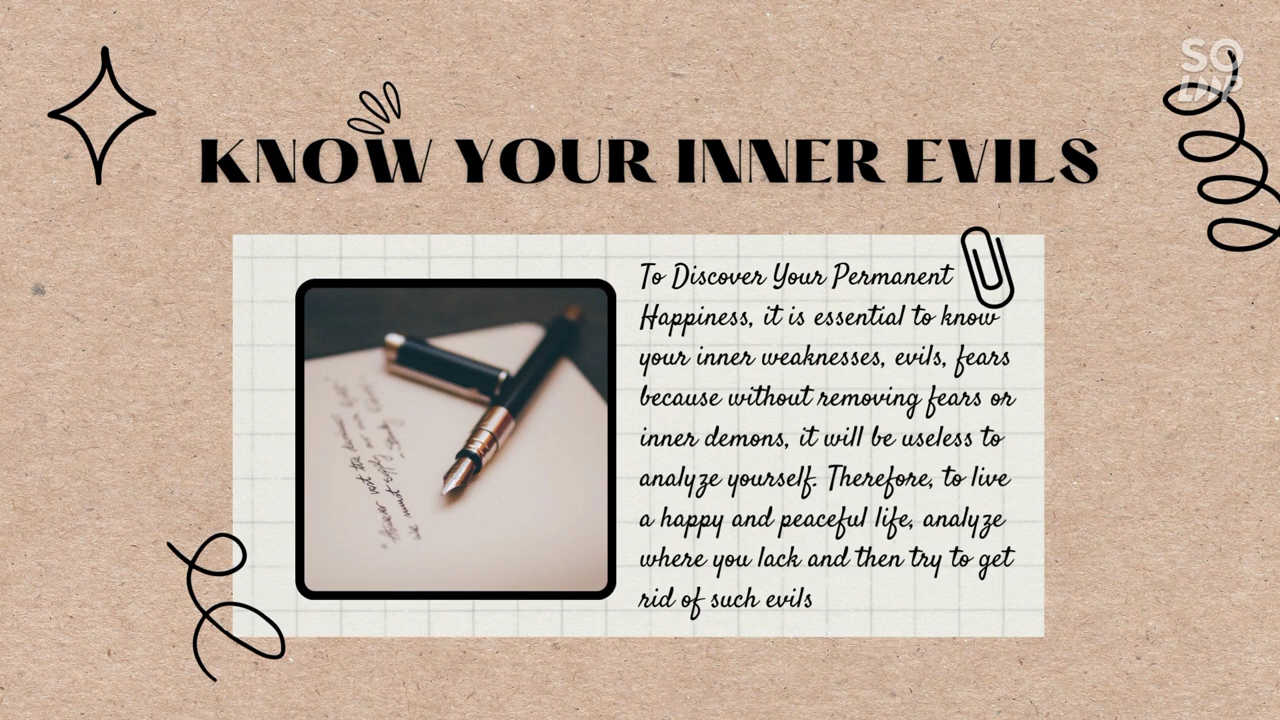 SO
KNOW YOUR INNER EVILS
To Discover Your Permanent
Happiness, it is essential to know
your inner weaknesses, evils, fears
because without removing fears or
inner demons, it will be useless to
analyze yourself. Therefore, to live
a happy and peaceful life, analyze
where you lack and then try to get
rid of such evils